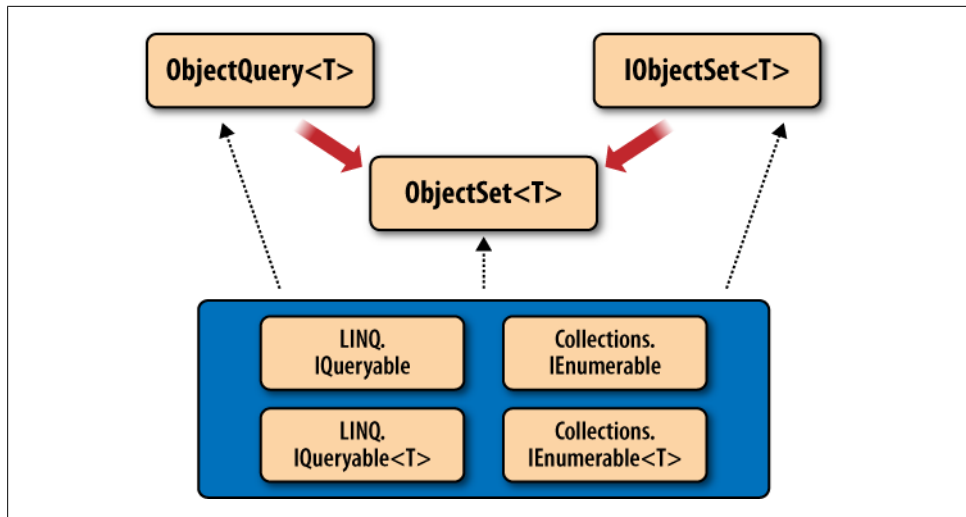 ObjectQuery<T>
IObjectSet<T>
ObjectSet<T>
LINQ.
IQueryable
Collections.
IEnumerable
LINQ.
IQueryable<T>
Collections.
IEnumerable<T>